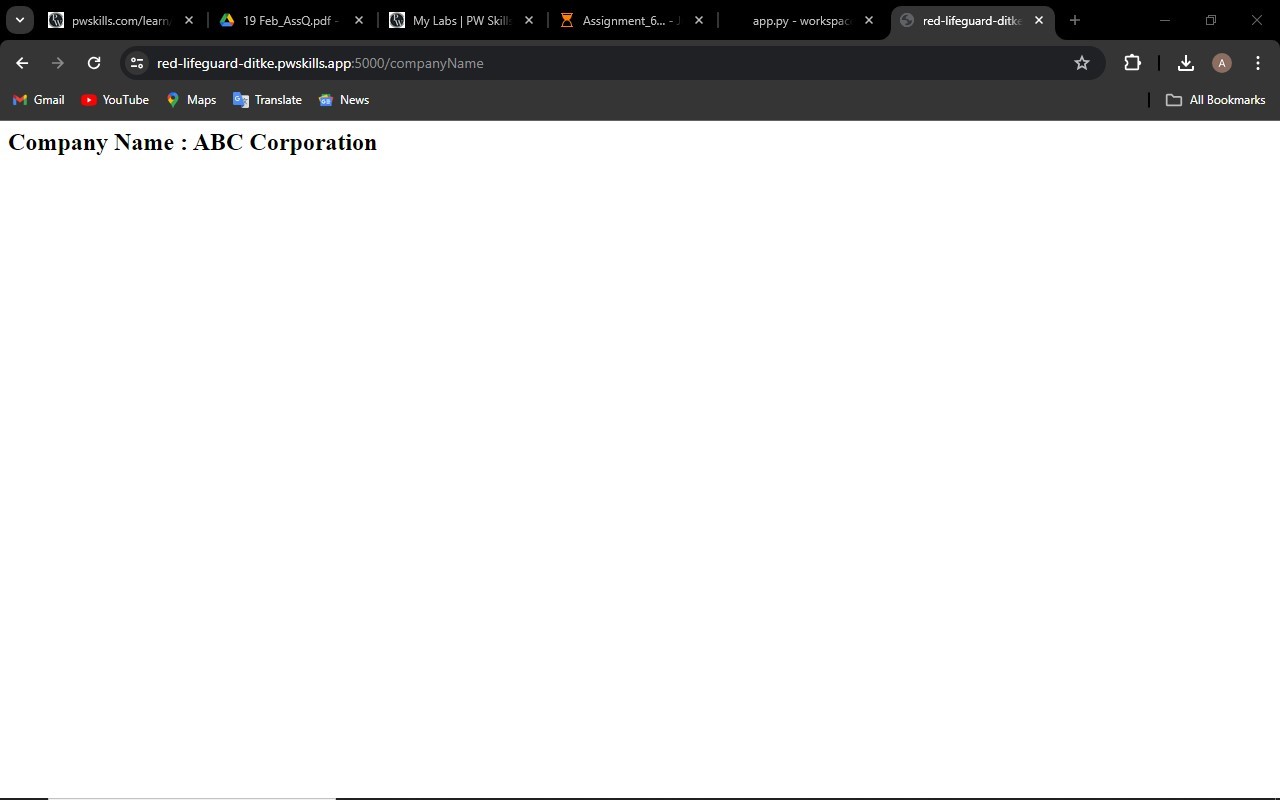 pwskills.com/learn
19 Feb_AssQ.pdf -
My Labs | PW Skills
Assignment_6... - J
app.py - workspac
red-lifeguard-ditke
red-lifeguard-ditke.pwskills.app:5000/companyName
A
Gmail
YouTube
Maps
Translate
News
All Bookmarks
Company Name : ABC Corporation